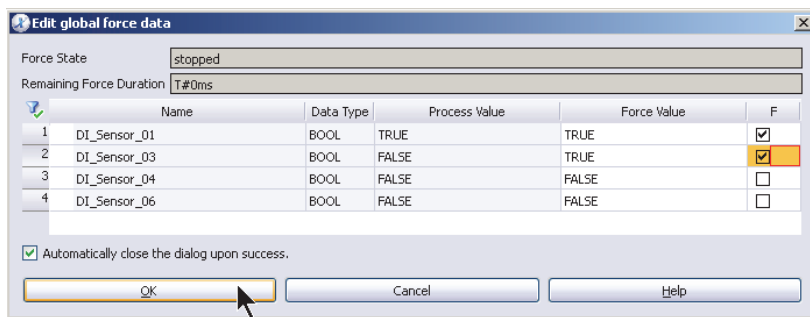 Edit global force data
Force State stopped
Remaining Force Duration T#0ms
Name Data Type Process Value Force Value F
1 DI_Sensor_01 BOOL TRUE TRUE
2 DI_Sensor_03 BOOL FALSE TRUE
3 DI_Sensor_04 BOOL FALSE FALSE
4 DI_Sensor_06 BOOL FALSE FALSE
Automatically close the dialog upon success.
OK Cancel Help